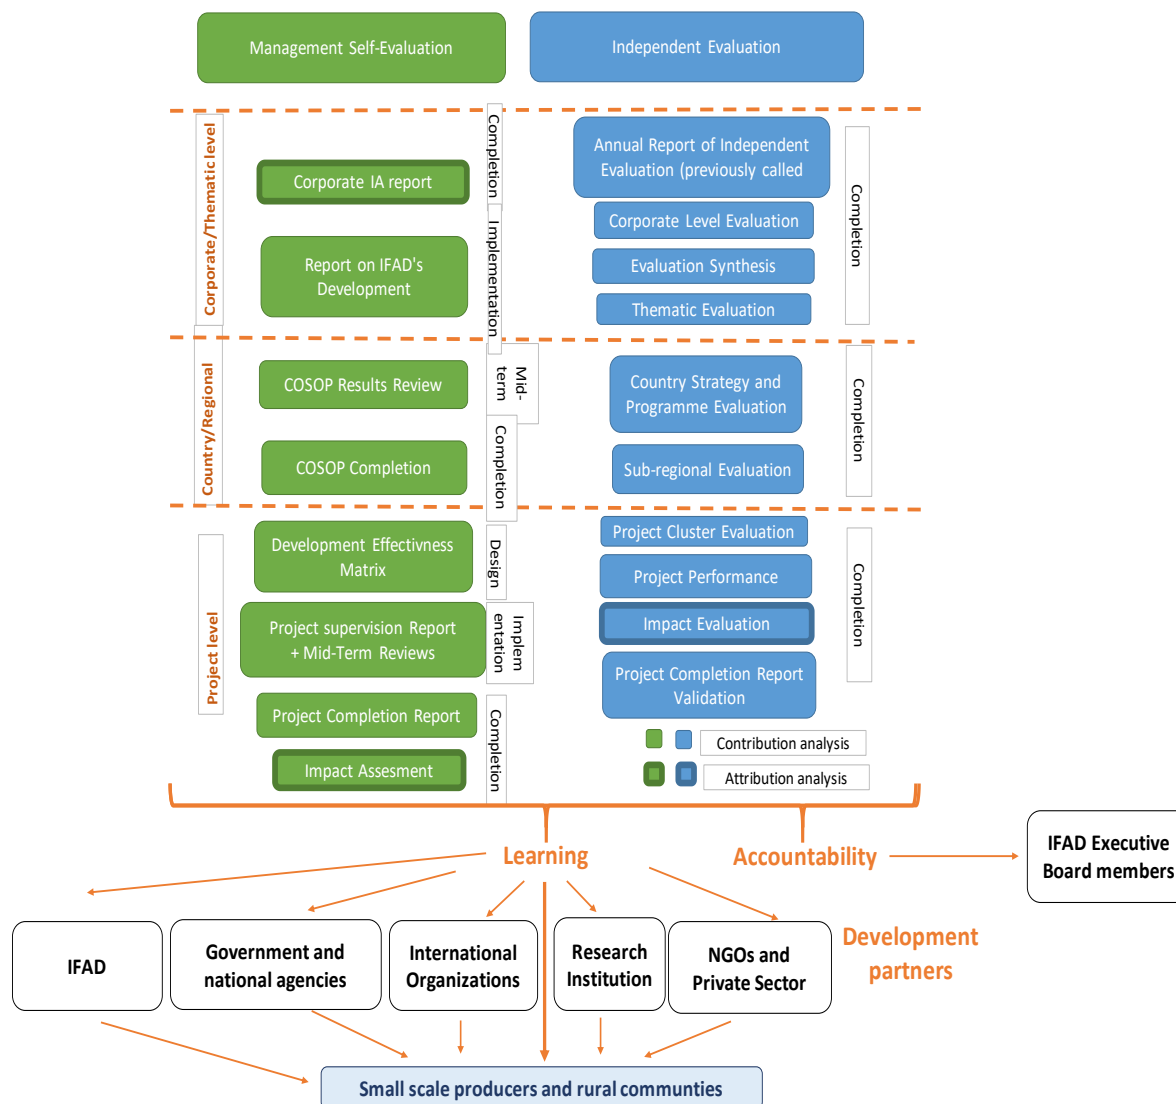 Management Self-Evaluation
Independent Evaluation
Corporate/Thematic level
Corporate IA report
Completion
Report on IFAD's
Development
Implementation
Annual Report of Independent
Evaluation (previously called
Corporate Level Evaluation
Evaluation Synthesis
Thematic Evaluation
Completion
Country/Regional
COSOP Results Review
Mid-
term
COSOP Completion
Completion
Country Strategy and
Programme Evaluation
Sub-regional Evaluation
Completion
Project level
Development Effectivness
Matrix
Design
Project supervision Report
+ Mid-Term Reviews
Implem
entation
Project Completion Report
Impact Assesment
Completion
Project Cluster Evaluation
Project Performance
Impact Evaluation
Project Completion Report
Validation
Completion
Contribution analysis
Attribution analysis
Learning
Accountability
IFAD Executive
Board members
IFAD
Government and
national agencies
International
Organizations
Research
Institution
NGOs and
Private Sector
Development
partners
Small scale producers and rural communties